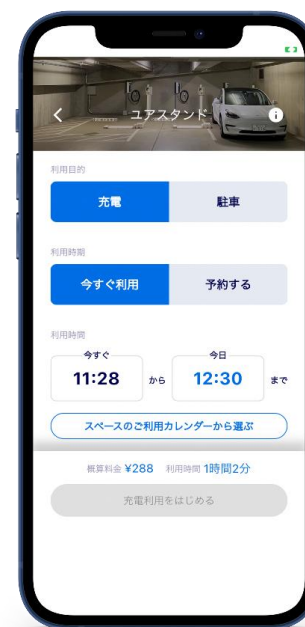 ユアスタンド
利用目的
充電 駐車
利用時期
今すぐ利用 予約する
利用時間
今すぐ 今日
11:28 から 12:30 まで
スペースのご利用カレンダーから選ぶ
概算料金 ¥288 利用時間 1時間2分
充電利用をはじめる